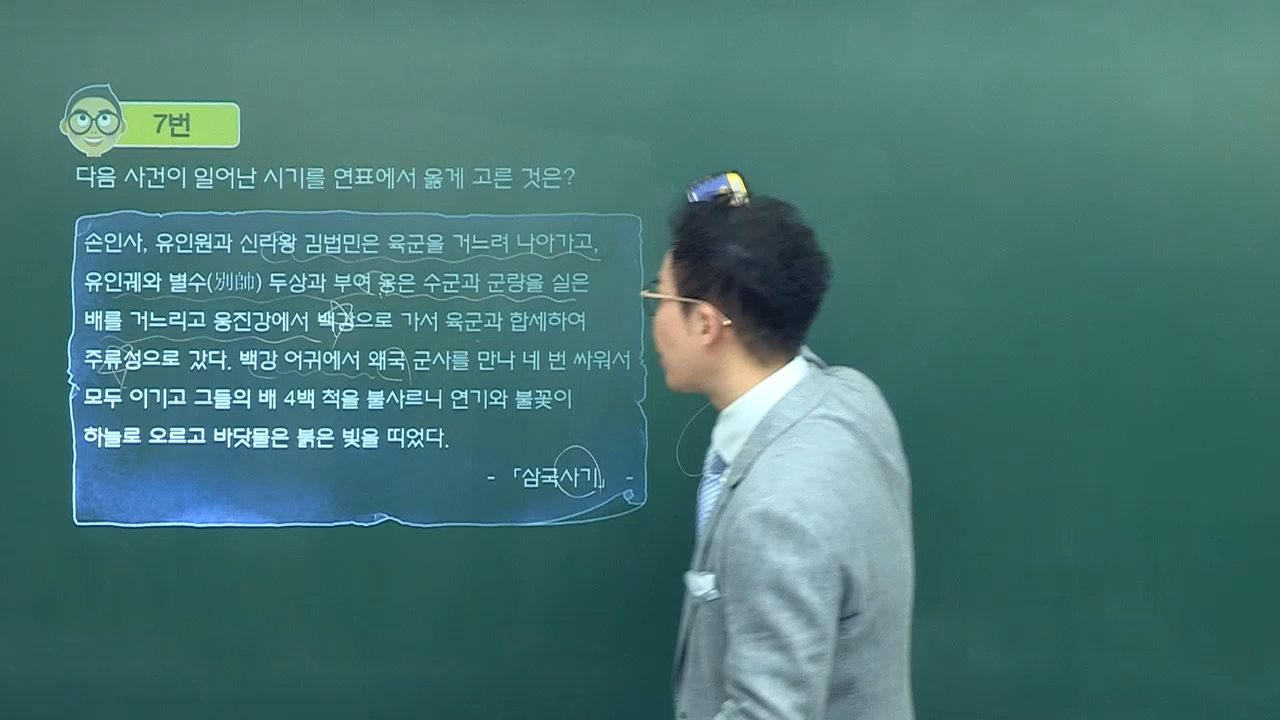 7번
다음 사건이 일어난 시기를 연표에서 옳게 고른 것은?
손인사, 유인원과 신라왕 김법민은 육군을 거느려 나아가고,
유인궤와 별수(別帥) 두상과 부여 융은 수군과 군량을 실은
배를 거느리고 웅진강에서 백강으로 가서 육군과 합세하여
주류성으로 갔다. 백강 어귀에서 왜국 군사를 만나 네 번 싸워서
모두 이기고 그들의 배 4백 척을 불사르니 연기와 불꽃이
하늘로 오르고 바닷물은 붉은 빛을 띠었다.
- 「삼국사기」 -